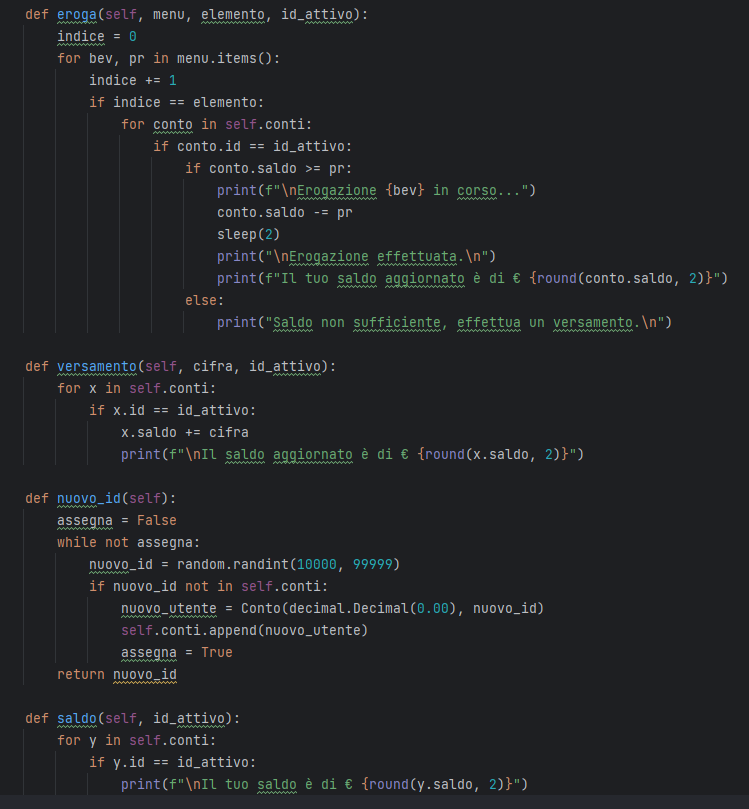 def eroga(self, menu, elemento, id_attivo):
    indice = 0
    for bev, pr in menu.items():
        indice += 1
        if indice == elemento:
            for conto in self.conti:
                if conto.id == id_attivo:
                    if conto.saldo >= pr:
                        print(f"\nErogazione {bev} in corso...")
                        conto.saldo -= pr
                        sleep(2)
                        print("\nErogazione effettuata.\n")
                        print(f"Il tuo saldo aggiornato è di € {round(conto.saldo, 2)}")
                    else:
                        print("Saldo non sufficiente, effettua un versamento.\n")

def versamento(self, cifra, id_attivo):
    for x in self.conti:
        if x.id == id_attivo:
            x.saldo += cifra
            print(f"\nIl saldo aggiornato è di € {round(x.saldo, 2)}")

def nuovo_id(self):
    assegna = False
    while not assegna:
        nuovo_id = random.randint(10000, 99999)
        if nuovo_id not in self.conti:
            nuovo_utente = Conto(decimal.Decimal(0.00), nuovo_id)
            self.conti.append(nuovo_utente)
            assegna = True
    return nuovo_id

def saldo(self, id_attivo):
    for y in self.conti:
        if y.id == id_attivo:
            print(f"\nIl tuo saldo è di € {round(y.saldo, 2)}")